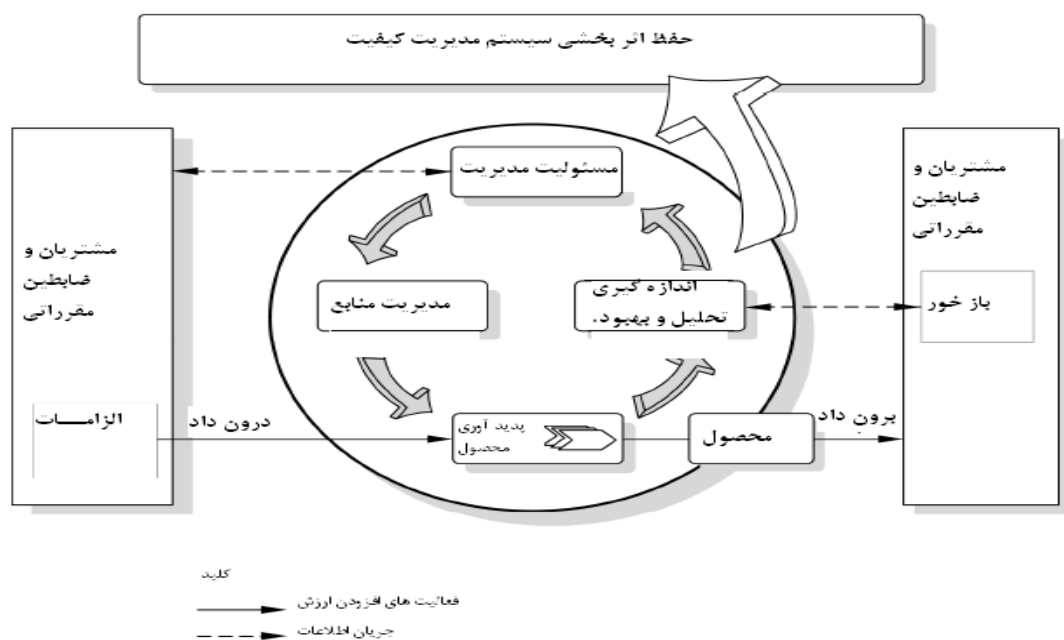 حفظ اثر بخشی سیستم مدیریت کیفیت
مشتریان و
ضابطین
مقرراتی
باز خور
مسئولیت مدیریت
اندازه گیری
تحلیل و بهبود.
مدیریت منابع
مشتریان و
ضابطین
مقرراتی
الزامــــات
درون داد
پدید آوری
محصول
محصول
برون داد
کلید
فعالیت های افزودن ارزش
جریان اطلاعات